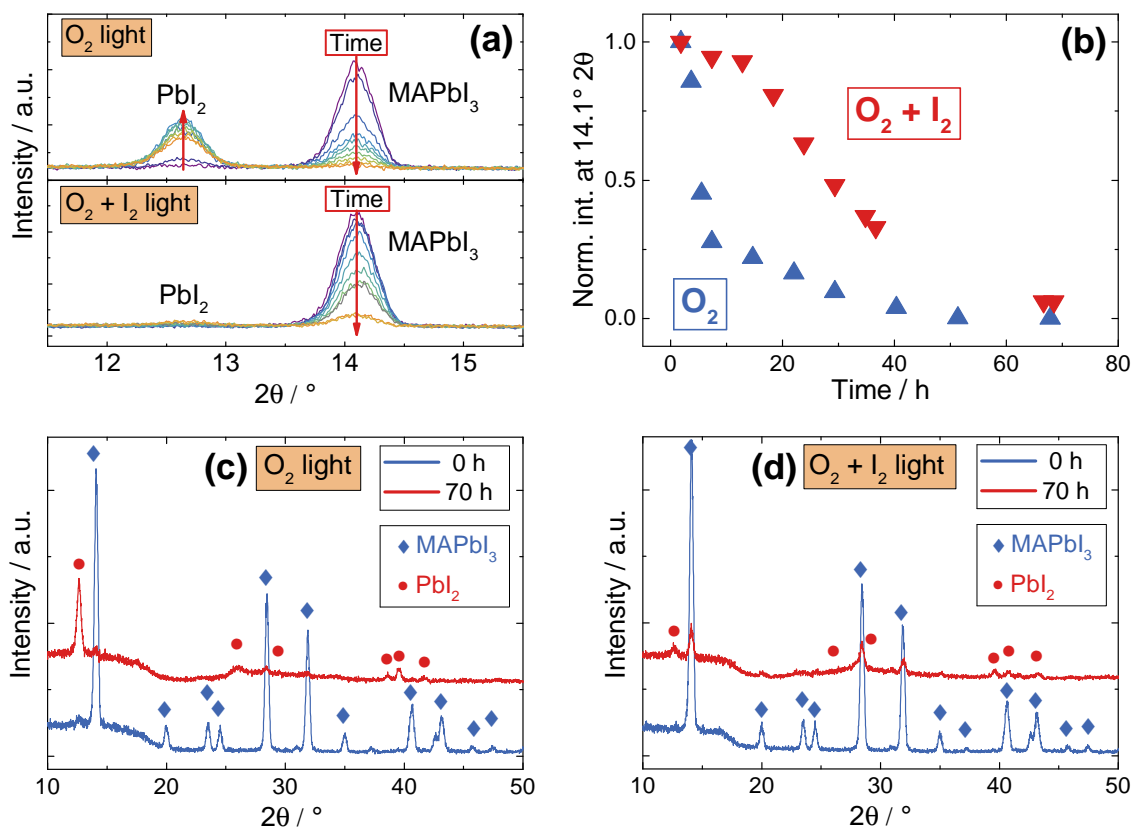 (a)
O₂ light
Time
PbI₂
MAPbI₃
O₂ + I₂ light
Time
MAPbI₃
PbI₂
Intensity / a.u.
12 13 14 15
2θ / °
(b)
O₂ + I₂
O₂
Norm. int. at 14.1° 2θ
1.0
0.5
0.0
0 20 40 60 80
Time / h
(c)
O₂ light
0 h
70 h
MAPbI₃
PbI₂
Intensity / a.u.
10 20 30 40 50
2θ / °
(d)
O₂ + I₂ light
0 h
70 h
MAPbI₃
PbI₂
Intensity / a.u.
10 20 30 40 50
2θ / °